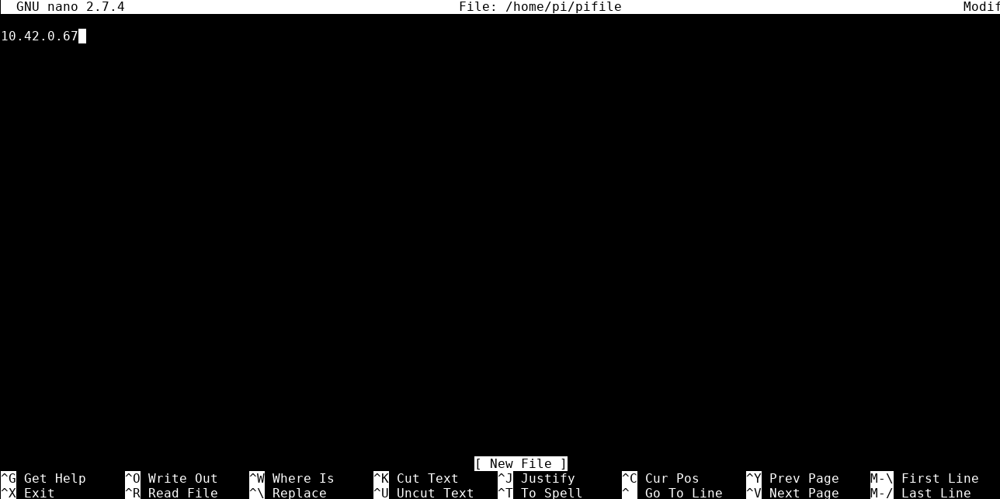 GNU nano 2.7.4 File: /home/pi/pifile Modif
10.42.0.67
[ New File ]
^G Get Help ^O Write Out ^W Where Is ^K Cut Text ^J Justify ^C Cur Pos ^Y Prev Page M-\ First Line
^X Exit ^R Read File ^\ Replace ^U Uncut Text ^T To Spell ^ Go To Line ^V Next Page M-/ Last Line